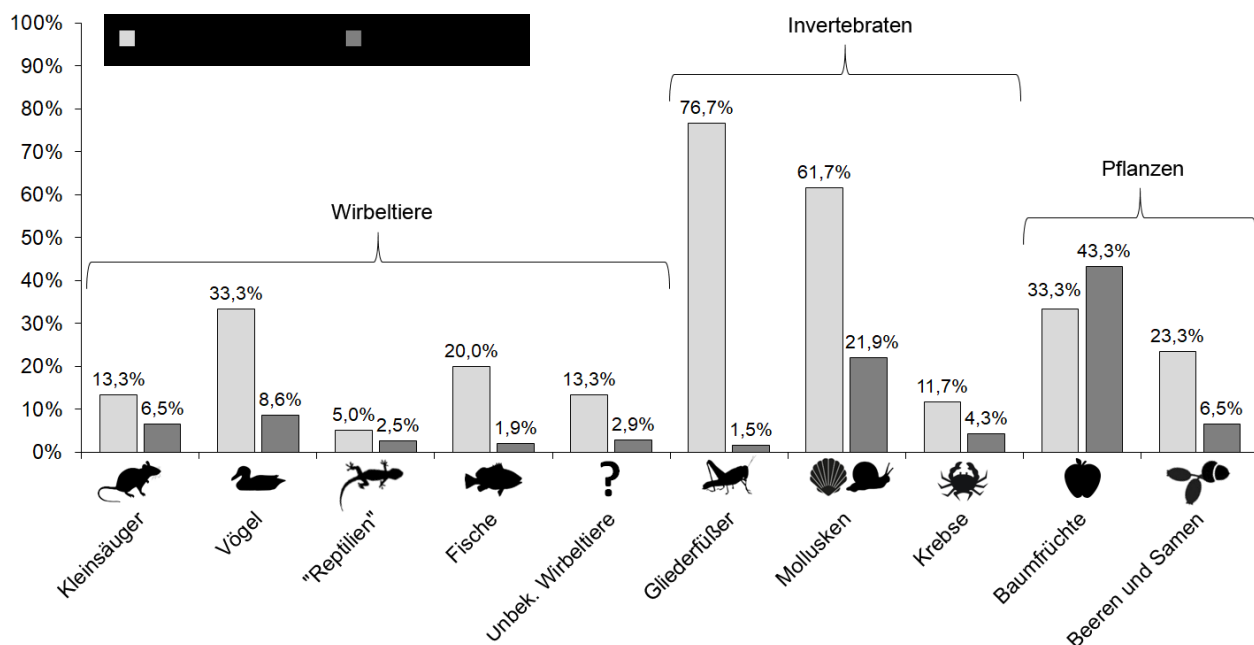 100%
90%
80%
70%
60%
50%
40%
30%
20%
10%
0%
Wirbeltiere
Invertebraten
Pflanzen
13,3%
6,5%
33,3%
8,6%
5,0%
2,5%
20,0%
1,9%
13,3%
2,9%
76,7%
1,5%
61,7%
21,9%
11,7%
4,3%
33,3%
43,3%
23,3%
6,5%
?
Kleinsäuger
Vögel
"Reptilien"
Fische
Unbek. Wirbeltiere
Gliederfüßer
Mollusken
Krebse
Baumfrüchte
Beeren und Samen